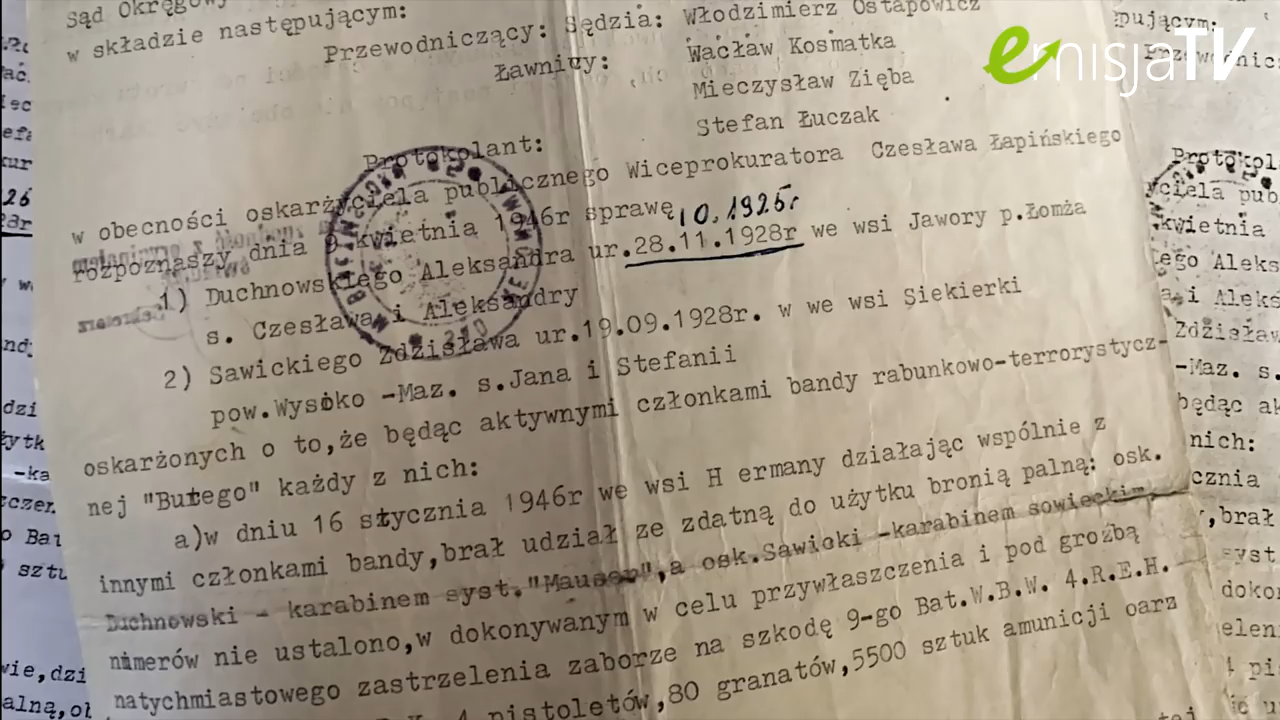 Sąd Okręgowy
w składzie następującym:
Przewodniczący: Sędzia: Włodzimierz Ostapowicz
Ławnicy: Wacław Kosmatka
Mieczysław Zięba
Stefan Łuczak
Protokolant:
w obecności oskarżyciela publicznego Wiceprokuratora Czesława Łapińskiego
rozpoznaszy dnia 9 kwietnia 1946r sprawę
10.1925r
1) Duchnowskiego Aleksandra ur.28.11.1928r we wsi Jawory p.Łomża
s. Czesława i Aleksandry
2) Sawickiego Zdzisława ur.19.09.1928r. w we wsi Siekierki
pow.Wysoko -Maz. s.Jana i Stefanii
oskarżonych o to,że będąc aktywnymi członkami bandy rabunkowo-terrorystycz-
nej "Butego" każdy z nich:
a)w dniu 16 stycznia 1946r we wsi H ermany działając wspólnie z
innymi członkami bandy,brał udział ze zdatną do użytku bronią palną: osk.
Duchnowski - karabinem syst."Mauser",a osk.Sawicki -karabinem sowieckim,
nimerów nie ustalono,w dokonywanym w celu przywłaszczenia i pod groźbą
natychmiastowego zastrzelenia zaborze na szkodę 9-go Bat.W.B.W. 4.R.E.H.
4 pistoletów,80 granatów,5500 sztuk amunicji oarz
emisjaTV